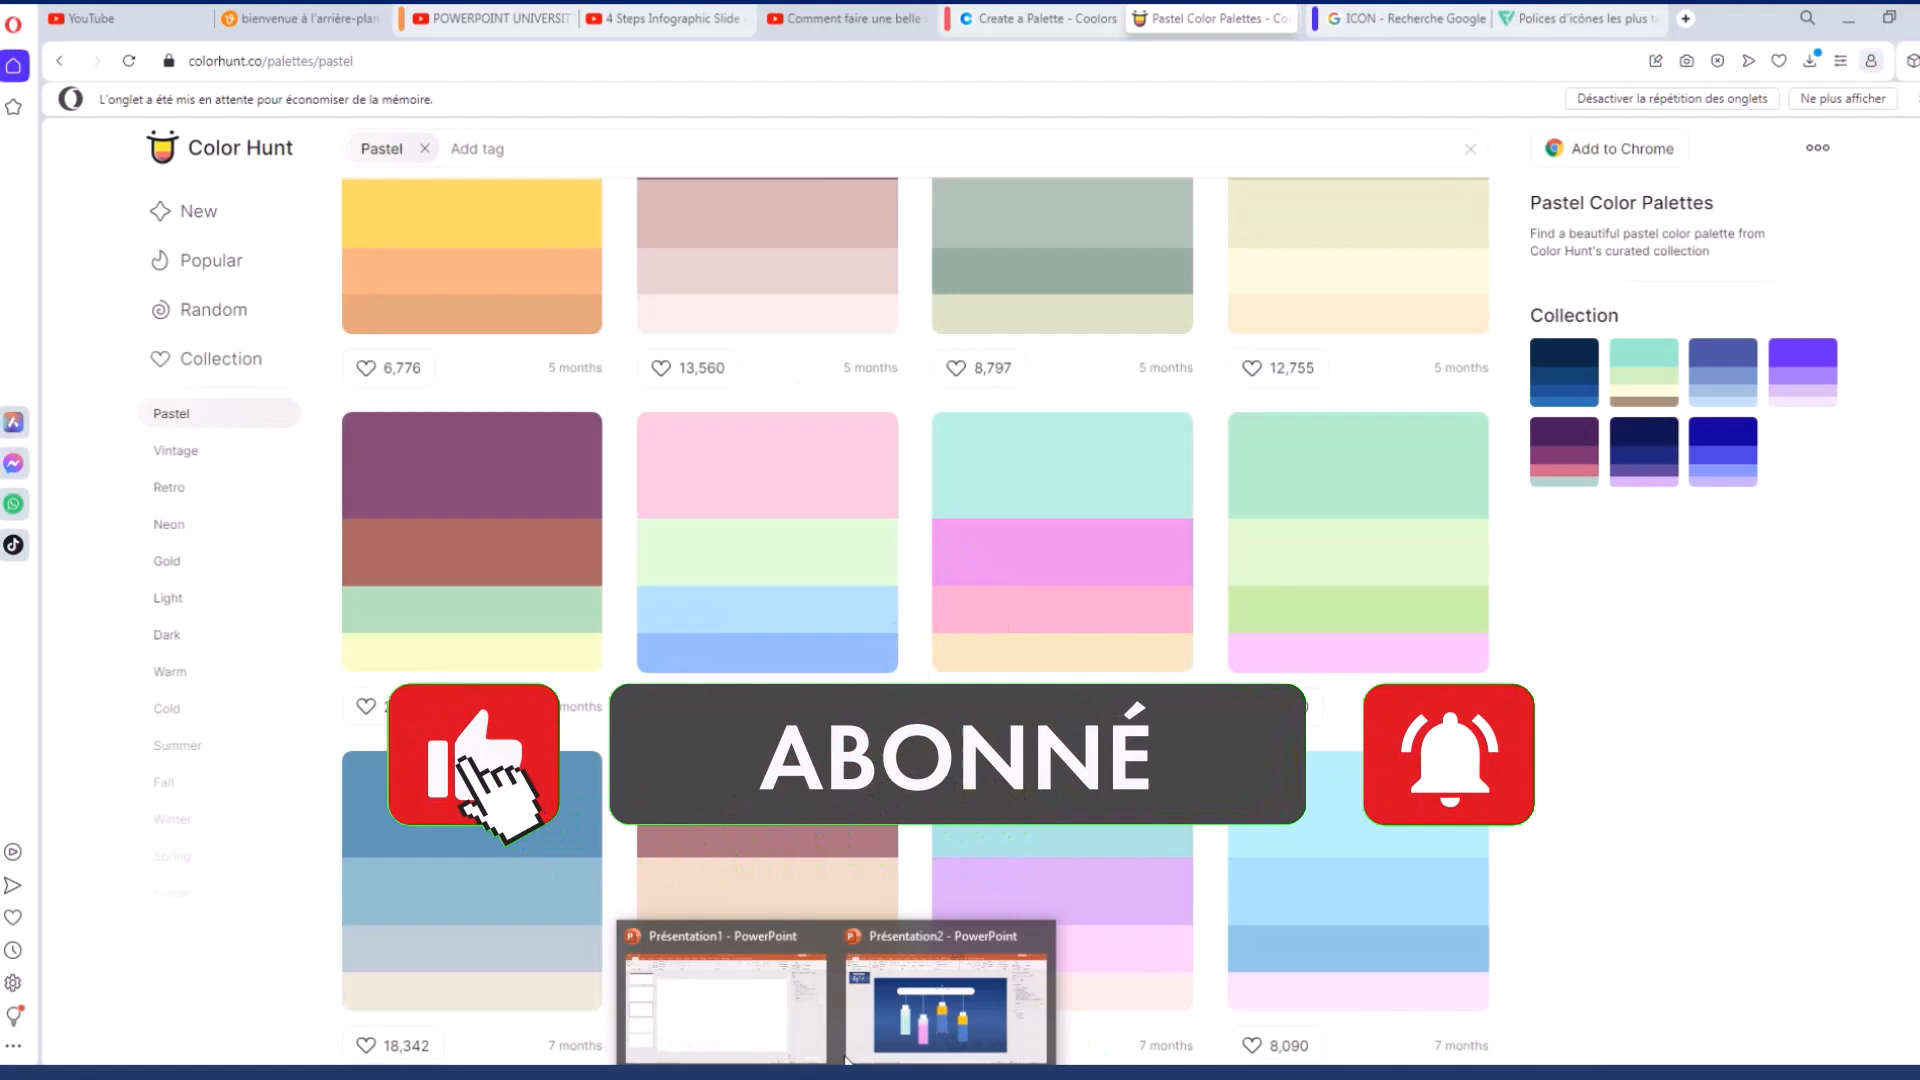 YouTube
bienvenue à l'arrière-plan
POWERPOINT UNIVERSIT
4 Steps Infographic Slide
Comment faire une belle
Create a Palette - Coolors
Pastel Color Palettes - Co
ICON - Recherche Google
Polices d'icônes les plus t
colorhunt.co/palettes/pastel
L'onglet a été mis en attente pour économiser de la mémoire.
Désactiver la répétition des onglets
Ne plus afficher
Color Hunt
Pastel
Add tag
Add to Chrome
New
Popular
Random
Collection
Pastel
Vintage
Retro
Neon
Gold
Light
Dark
Warm
Cold
Summer
Fall
Winter
Spring
6,776
5 months
13,560
5 months
8,797
5 months
12,755
5 months
Pastel Color Palettes
Find a beautiful pastel color palette from
Color Hunt's curated collection
Collection
months
ABONNÉ
Présentation1 - PowerPoint
Présentation2 - PowerPoint
18,342
7 months
7 months
8,090
7 months